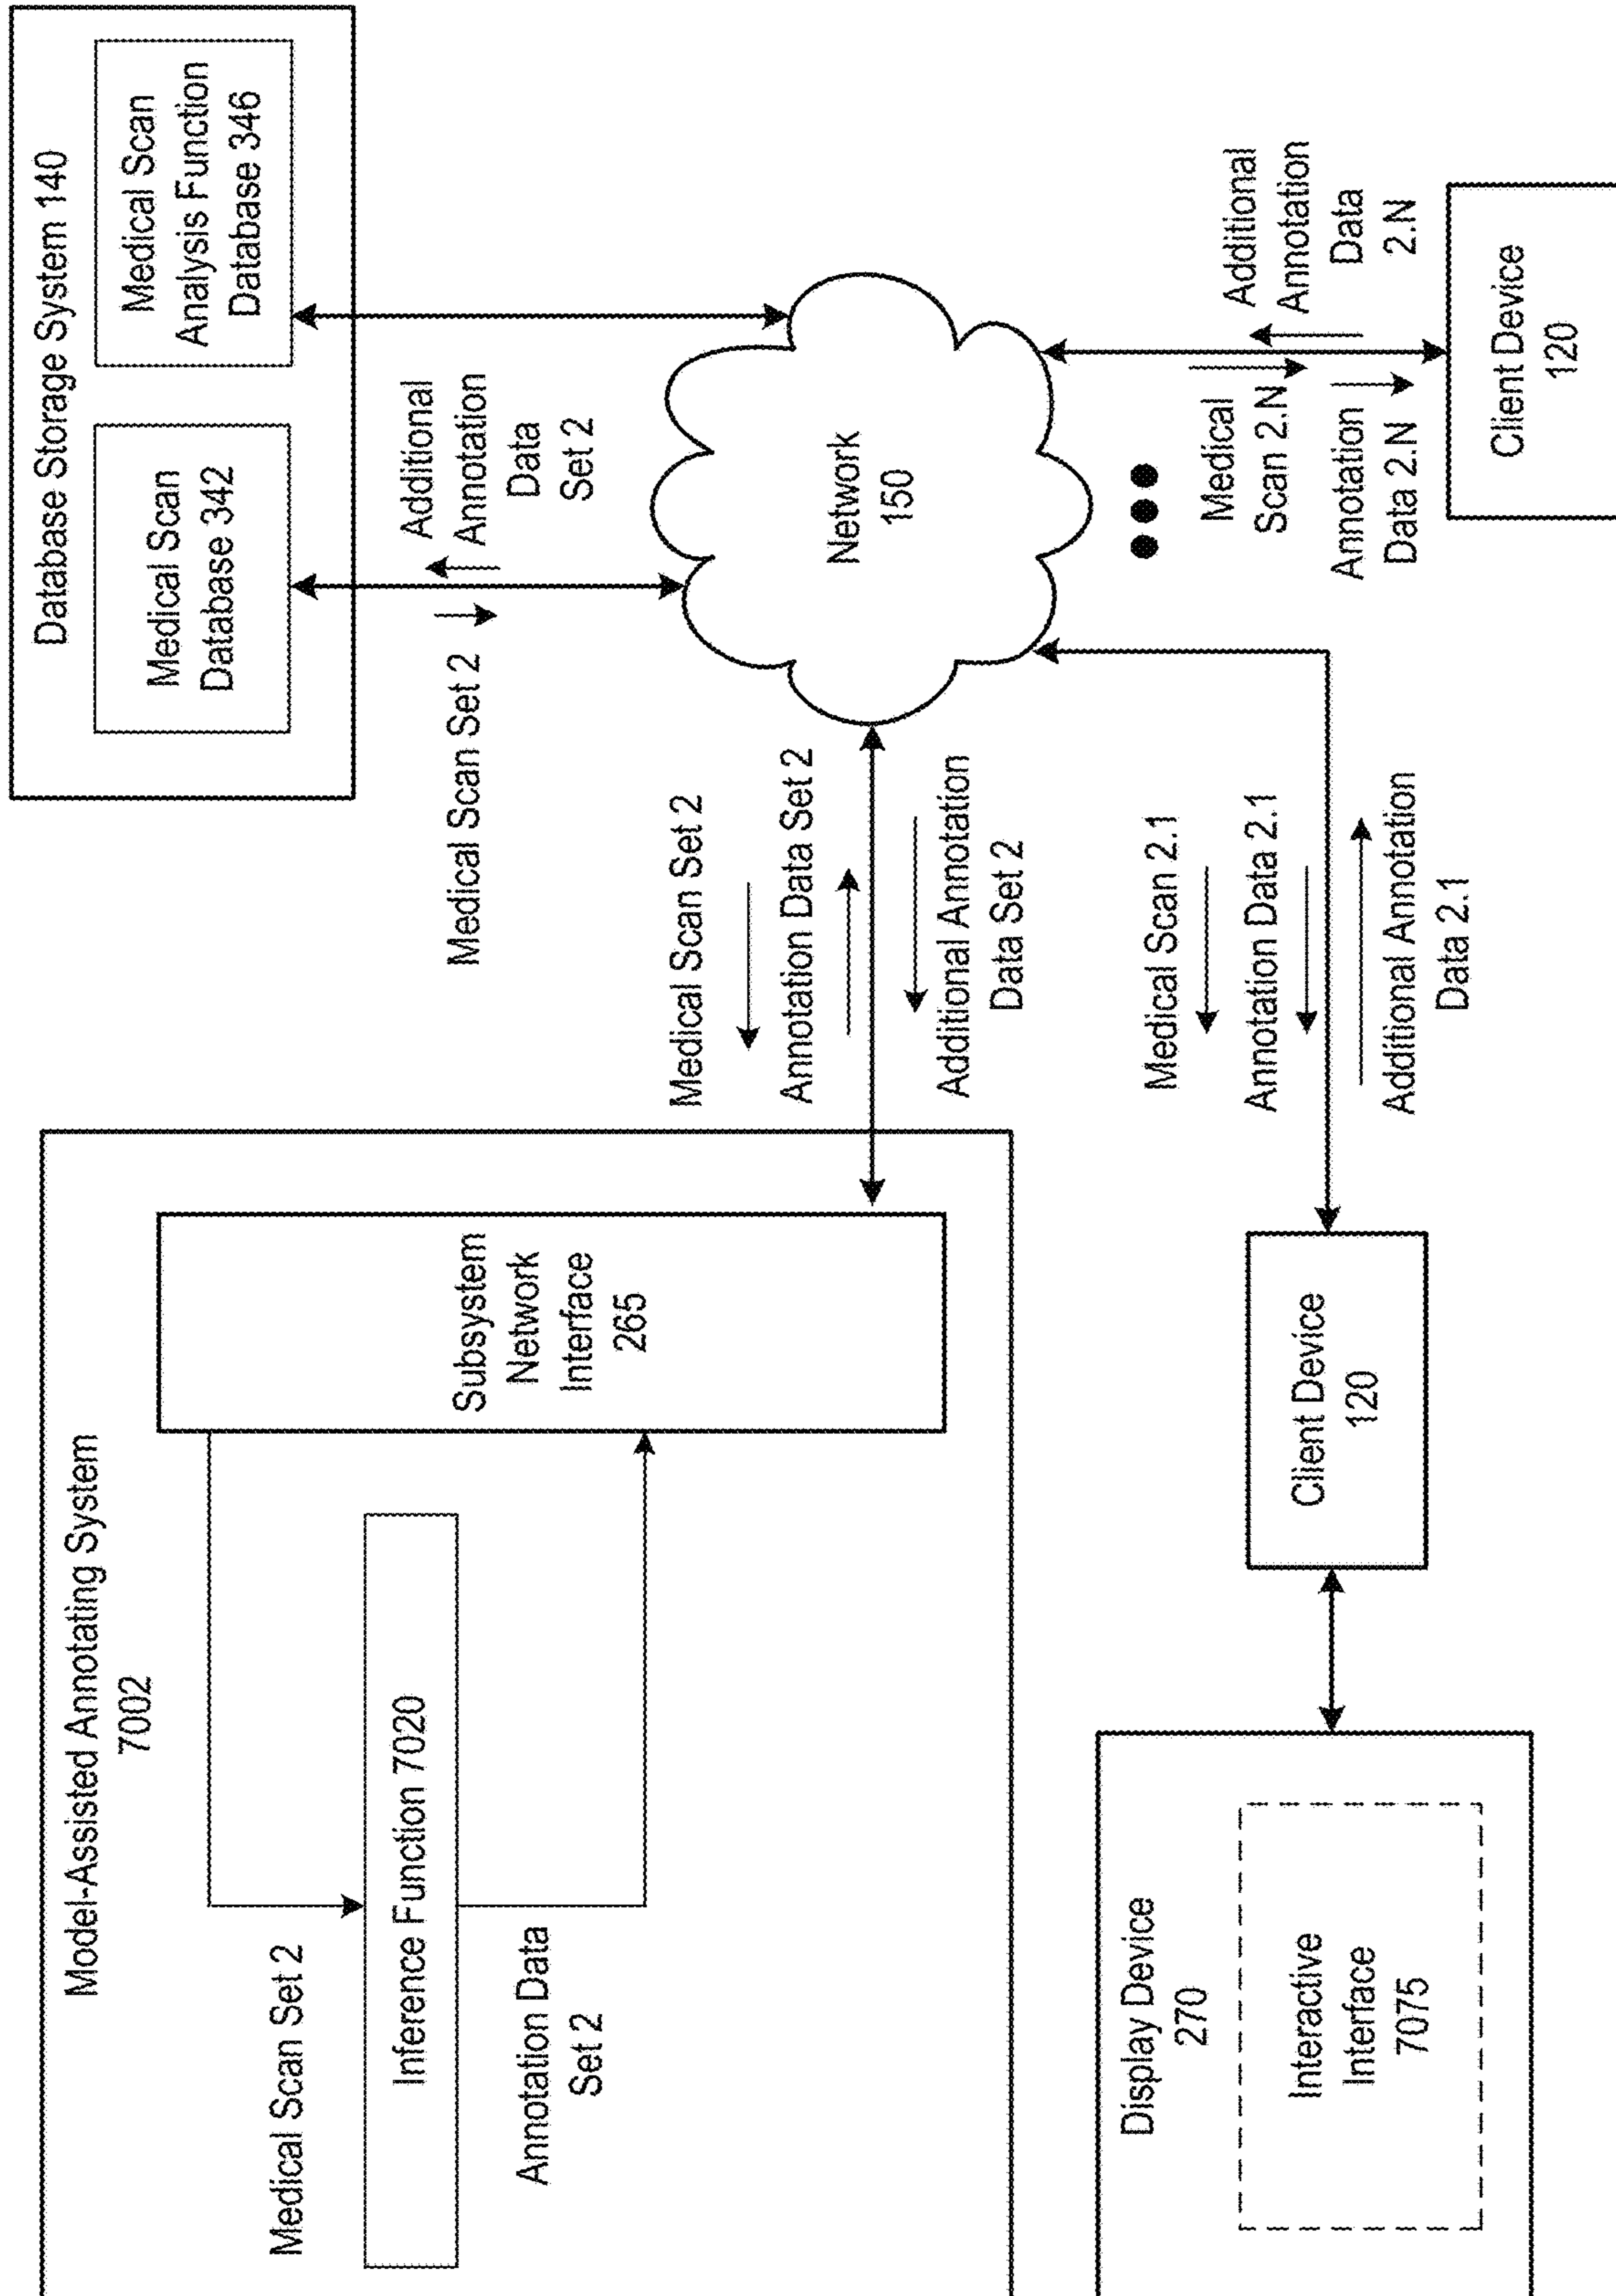 Model-Assisted Annotating System
7002
Medical Scan Set 2
Inference Function 7020
Annotation Data
Set 2
Subsystem
Network
Interface
265
Database Storage System 140
Medical Scan
Database 342
Medical Scan
Analysis Function
Database 346
Medical Scan Set 2
Additional
Annotation
Data
Set 2
Medical Scan Set 2
Annotation Data Set 2
Additional Annotation
Data Set 2
Network
150
Display Device
270
Interactive
Interface
7075
Client Device
120
Medical Scan 2.1
Annotation Data 2.1
Additional Annotation
Data 2.1
Medical
Scan 2.N
Annotation
Data 2.N
Additional
Annotation
Data
2.N
Client Device
120